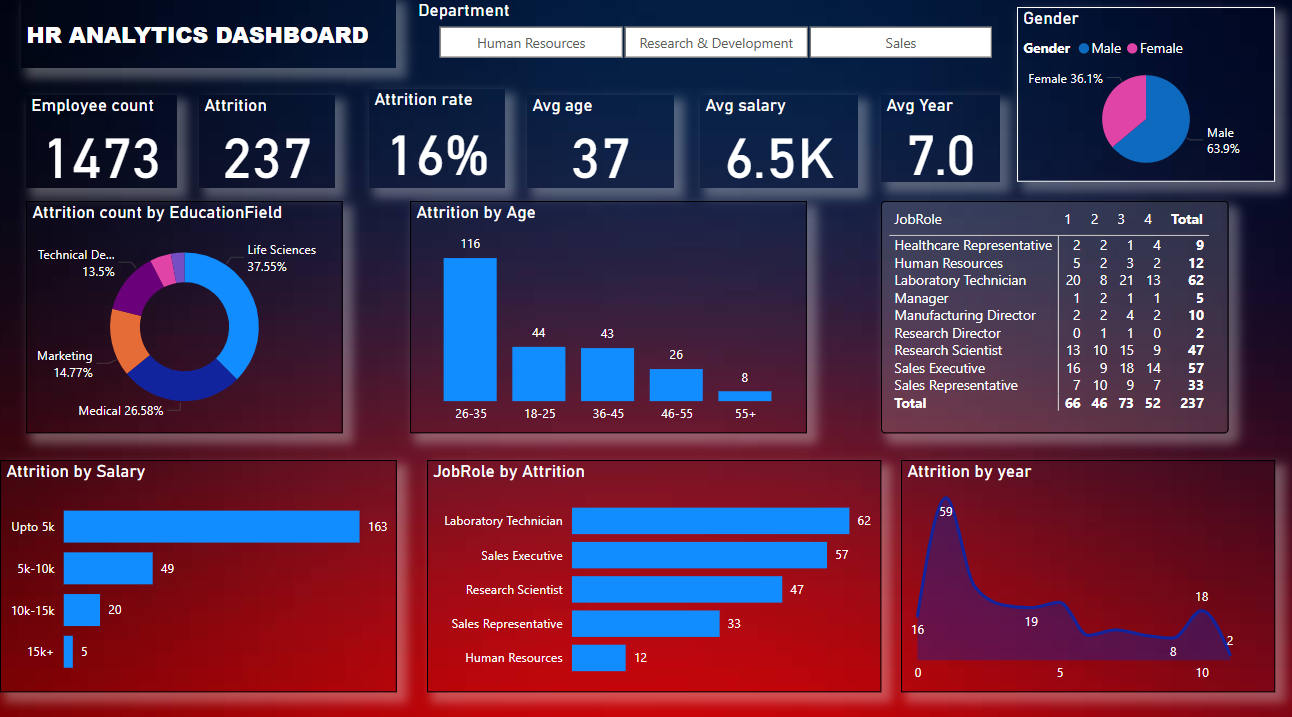 HR ANALYTICS DASHBOARD
Department
Human Resources
Research & Development
Sales
Gender
Gender Male Female
Female 36.1%
Male
63.9%
Employee count
1473
Attrition
237
Attrition rate
16%
Avg age
37
Avg salary
6.5K
Avg Year
7.0
Attrition count by EducationField
Life Sciences
37.55%
Technical De...
13.5%
Marketing
14.77%
Medical 26.58%
Attrition by Age
116
44
43
26
8
26-35 18-25 36-45 46-55 55+
JobRole 1 2 3 4 Total
Healthcare Representative 2 2 1 4 9
Human Resources 5 2 3 2 12
Laboratory Technician 20 8 21 13 62
Manager 1 2 1 1 5
Manufacturing Director 2 2 4 2 10
Research Director 0 1 1 0 2
Research Scientist 13 10 15 9 47
Sales Executive 16 9 18 14 57
Sales Representative 7 10 9 7 33
Total 66 46 73 52 237
Attrition by Salary
Upto 5k 163
5k-10k 49
10k-15k 20
15k+ 5
JobRole by Attrition
Laboratory Technician 62
Sales Executive 57
Research Scientist 47
Sales Representative 33
Human Resources 12
Attrition by year
59
18
19
16
2
8
0 5 10